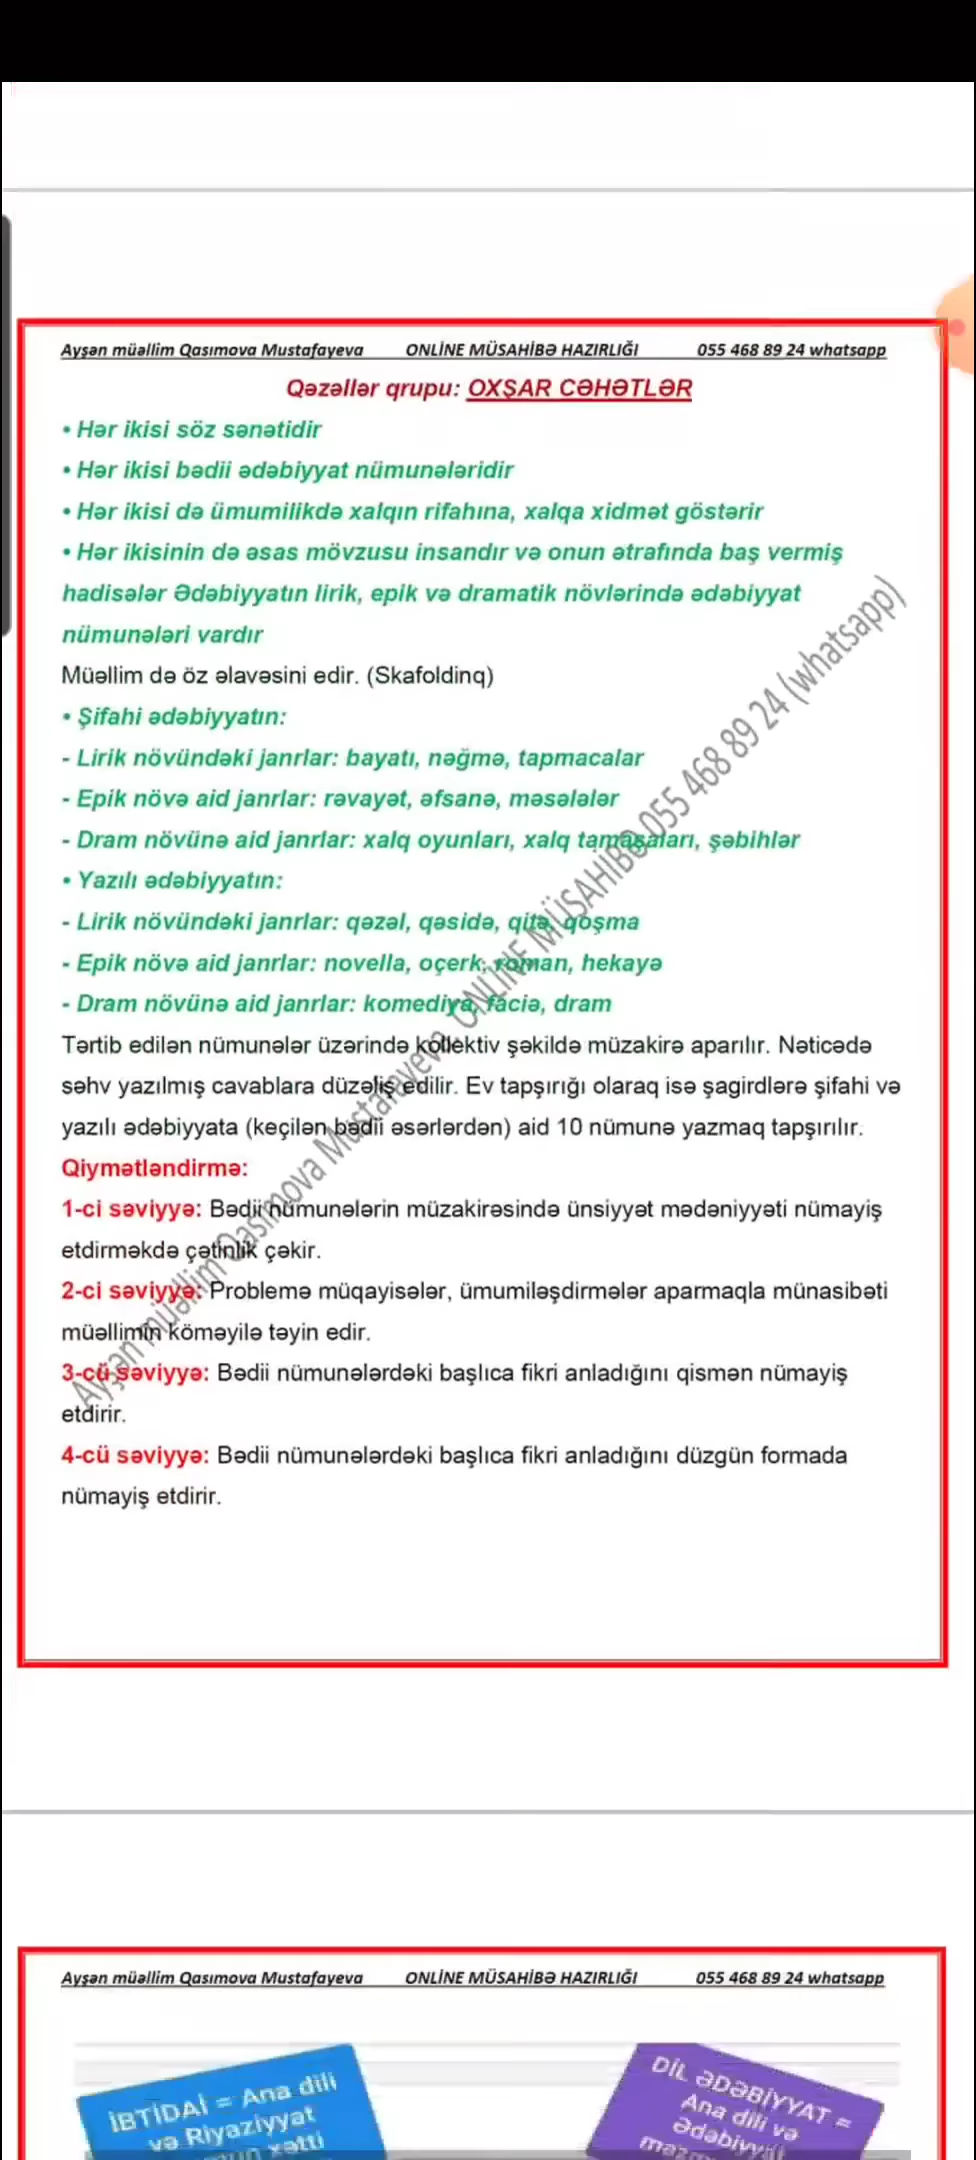 Ayşən müəllim Qasımova Mustafayeva ONLİNE MÜSAHİBƏ HAZIRLIĞI 055 468 89 24 whatsapp
Qəzəllər qrupu: OXŞAR CƏHƏTLƏR
• Hər ikisi söz sənətidir
• Hər ikisi bədii ədəbiyyat nümunələridir
• Hər ikisi də ümumilikdə xalqın rifahına, xalqa xidmət göstərir
• Hər ikisinin də əsas mövzusu insandır və onun ətrafında baş vermiş
hadisələr Ədəbiyyatın lirik, epik və dramatik növlərində ədəbiyyat
nümunələri vardır
Müəllim də öz əlavəsini edir. (Skafoldinq)
• Şifahi ədəbiyyatın:
- Lirik növündəki janrlar: bayatı, nəğmə, tapmacalar
- Epik növə aid janrlar: rəvayət, əfsanə, məsələlər
- Dram növünə aid janrlar: xalq oyunları, xalq tamaşaları, şəbihlər
• Yazılı ədəbiyyatın:
- Lirik növündəki janrlar: qəzəl, qəsidə, qitə, qoşma
- Epik növə aid janrlar: novella, oçerk, roman, hekayə
- Dram növünə aid janrlar: komediya, faciə, dram
Tərtib edilən nümunələr üzərində kollektiv şəkildə müzakirə aparılır. Nəticədə
səhv yazılmış cavablara düzəliş edilir. Ev tapşırığı olaraq isə şagirdlərə şifahi və
yazılı ədəbiyyata (keçilən bədii əsərlərdən) aid 10 nümunə yazmaq tapşırılır.
Qiymətləndirmə:
1-ci səviyyə: Bədii nümunələrin müzakirəsində ünsiyyət mədəniyyəti nümayiş
etdirməkdə çətinlik çəkir.
2-ci səviyyə: Problemə müqayisələr, ümumiləşdirmələr aparmaqla münasibəti
müəllimin köməyilə təyin edir.
3-cü səviyyə: Bədii nümunələrdəki başlıca fikri anladığını qismən nümayiş
etdirir.
4-cü səviyyə: Bədii nümunələrdəki başlıca fikri anladığını düzgün formada
nümayiş etdirir.
Ayşən müəllim Qasımova Mustafayeva ONLİNE MÜSAHİBƏ 055 468 89 24 (whatsapp)
Ayşən müəllim Qasımova Mustafayeva ONLİNE MÜSAHİBƏ HAZIRLIĞI 055 468 89 24 whatsapp
İBTİDAİ = Ana dili
və Riyaziyyat
xətti
DİL ƏDƏBİYYAT =
Ana dili və